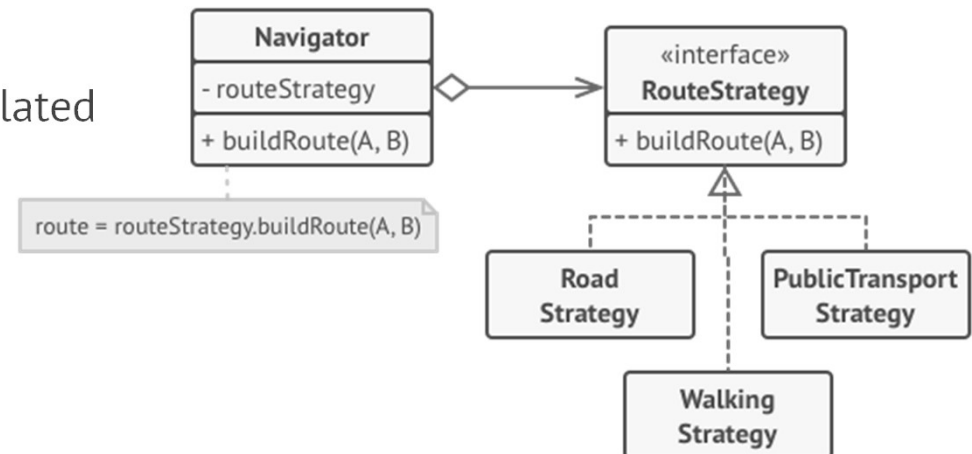 lated
Navigator
- routeStrategy
+ buildRoute(A, B)
route = routeStrategy.buildRoute(A, B)
«interface»
RouteStrategy
+ buildRoute(A, B)
Road
Strategy
PublicTransport
Strategy
Walking
Strategy